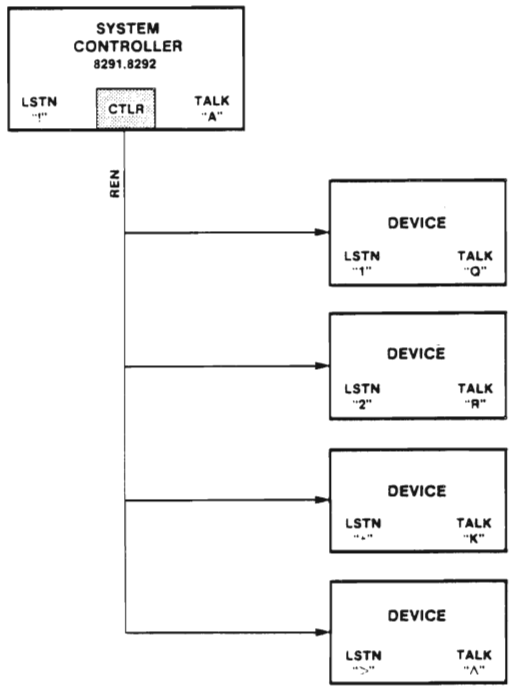 SYSTEM
CONTROLLER
8291.8292
LSTN
CTLR
TALK
"!"
"A"
REN
DEVICE
LSTN TALK
"1" "Q"
DEVICE
LSTN TALK
"2" "R"
DEVICE
LSTN TALK
"K"
DEVICE
LSTN TALK
">" "^"